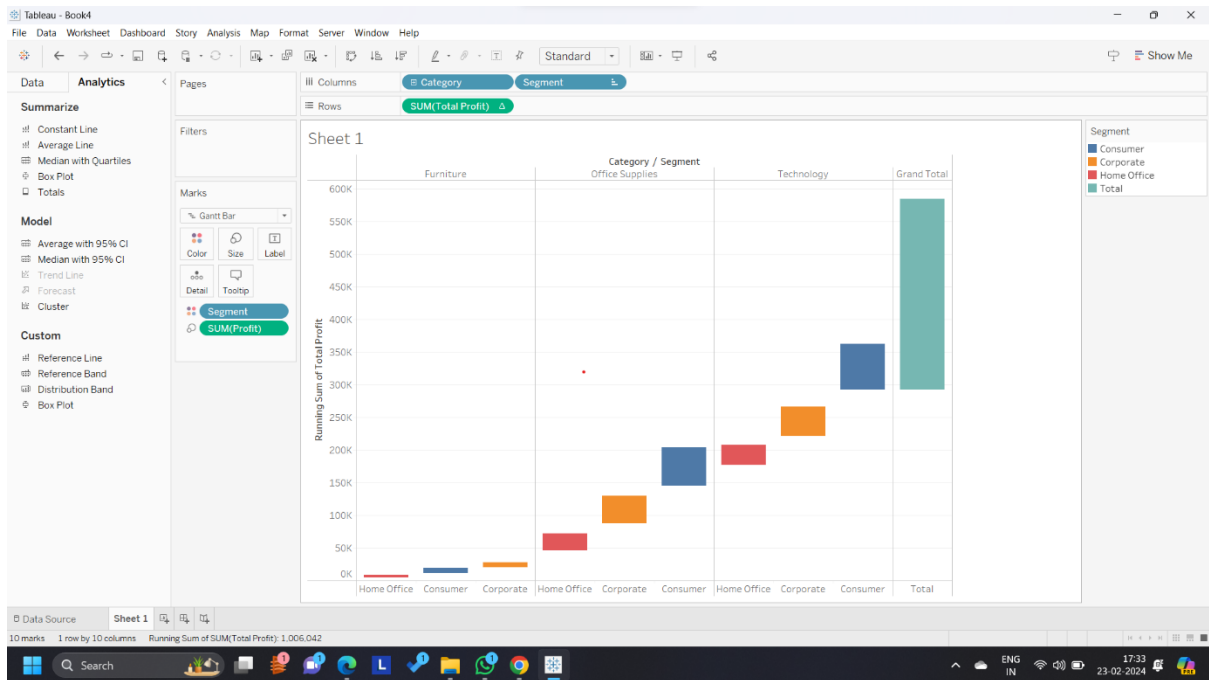 Tableau - Book4
File Data Worksheet Dashboard Story Analysis Map Format Server Window Help
Standard
Show Me
Data Analytics
Pages
Columns Category Segment
Rows SUM(Total Profit) Δ
Summarize
Constant Line
Average Line
Median with Quartiles
Box Plot
Totals
Model
Average with 95% CI
Median with 95% CI
Trend Line
Forecast
Cluster
Custom
Reference Line
Reference Band
Distribution Band
Box Plot
Filters
Marks
Gantt Bar
Color Size Label
Detail Tooltip
Segment
SUM(Profit)
Sheet 1
Category / Segment
Furniture Office Supplies Technology Grand Total
Running Sum of Total Profit
600K
550K
500K
450K
400K
350K
300K
250K
200K
150K
100K
50K
0K
Home Office Consumer Corporate Home Office Corporate Consumer Home Office Corporate Consumer Total
Segment
Consumer
Corporate
Home Office
Total
Data Source Sheet 1
10 marks 1 row by 10 columns Running Sum of SUM(Total Profit): 1,006,042
Search
1
1
L
1
1
ENG
IN
17:33
23-02-2024